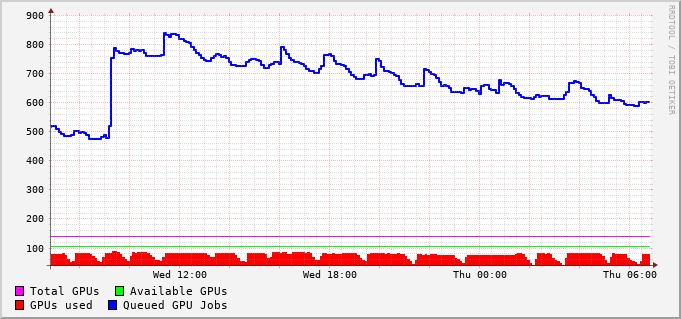 900
800
700
600
500
400
300
200
100
Wed 12:00 Wed 18:00 Thu 00:00 Thu 06:00
Total GPUs Available GPUs
GPUs used Queued GPU Jobs
RRDTOOL / TOBI OETIKER